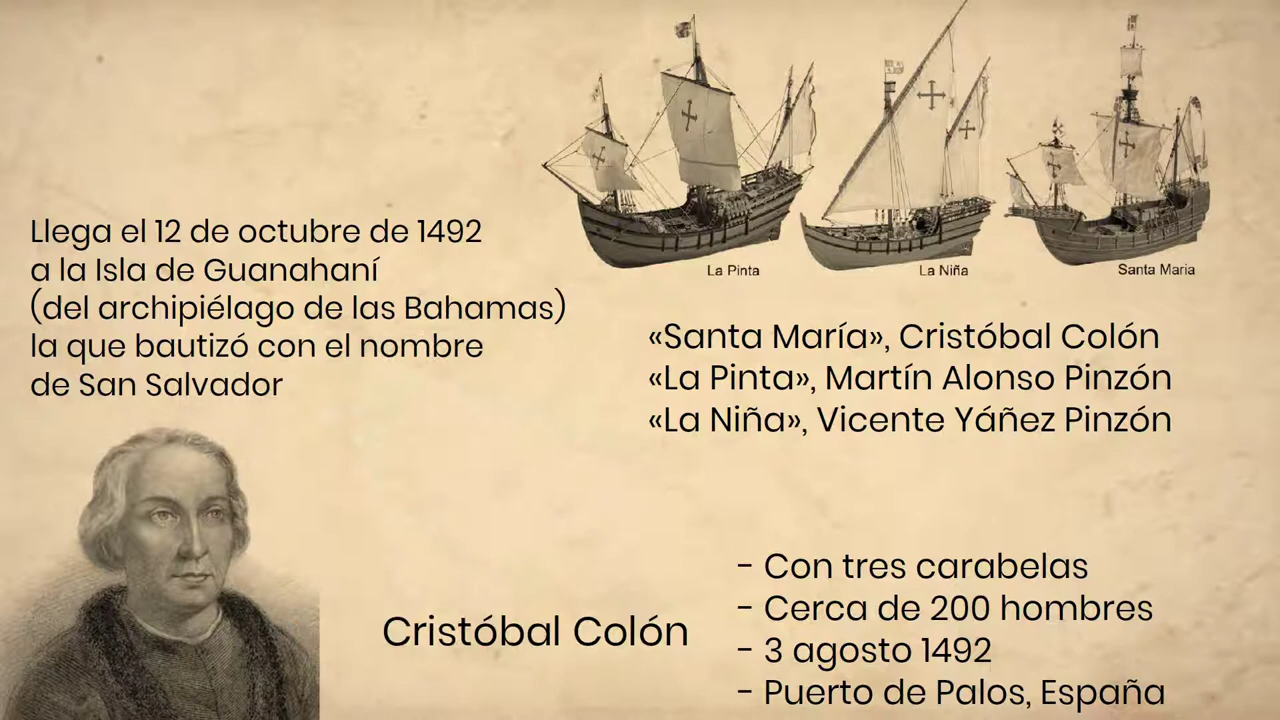 La Pinta
La Niña
Santa Maria
Llega el 12 de octubre de 1492
a la Isla de Guanahaní
(del archipiélago de las Bahamas)
la que bautizó con el nombre
de San Salvador
«Santa María», Cristóbal Colón
«La Pinta», Martín Alonso Pinzón
«La Niña», Vicente Yáñez Pinzón
Cristóbal Colón
- Con tres carabelas
- Cerca de 200 hombres
- 3 agosto 1492
- Puerto de Palos, España